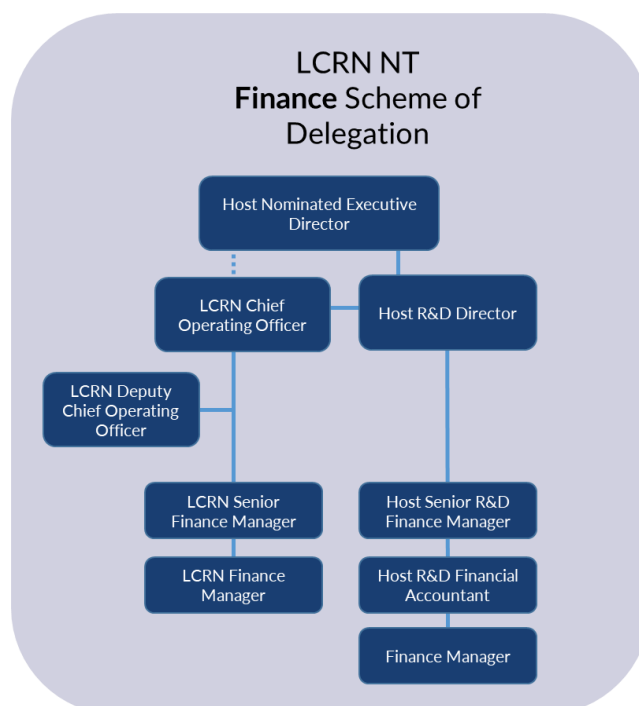 LCRN NT
Finance Scheme of
Delegation
Host Nominated Executive
Director
LCRN Chief
Operating Officer
Host R&D Director
LCRN Deputy
Chief Operating
Officer
LCRN Senior
Finance Manager
Host Senior R&D
Finance Manager
LCRN Finance
Manager
Host R&D Financial
Accountant
Finance Manager